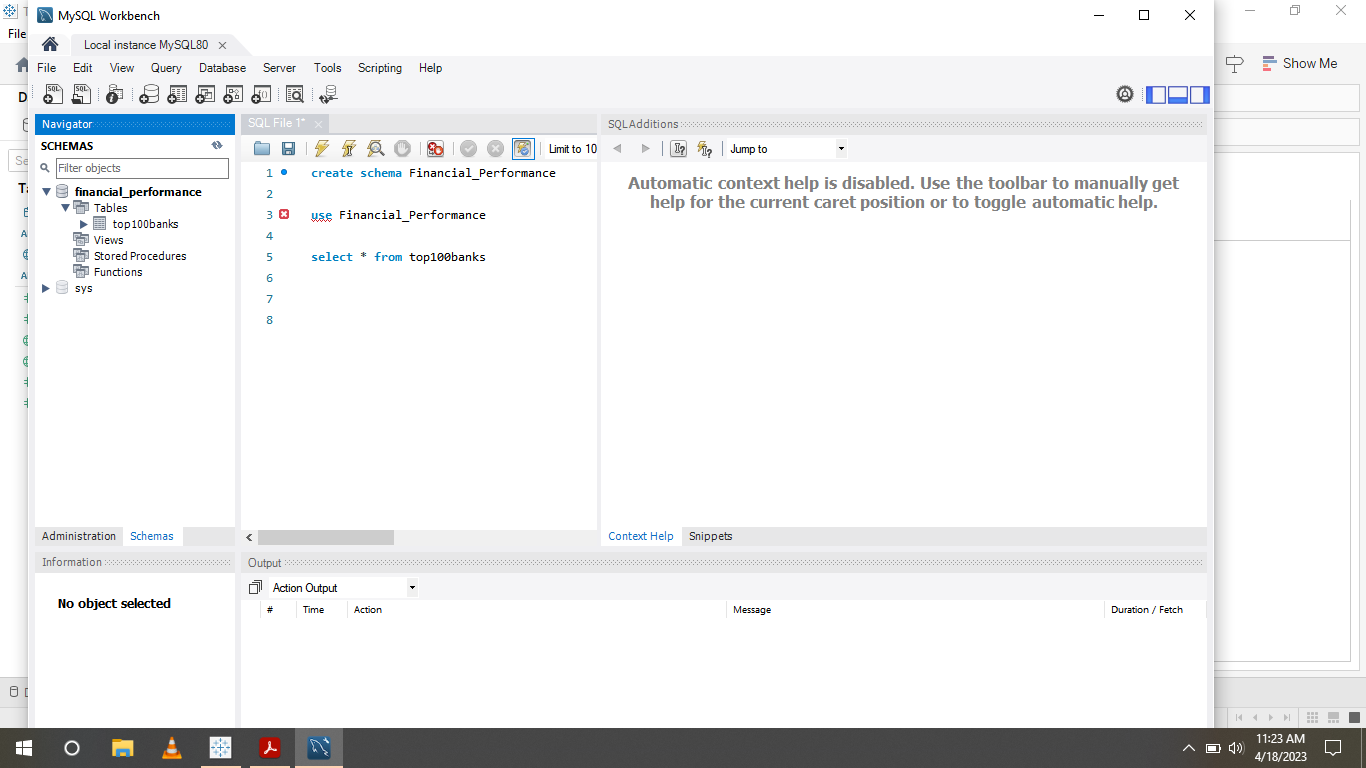 MySQL Workbench
File
Local instance MySQL80
File Edit View Query Database Server Tools Scripting Help
Show Me
SQL SQL
Navigator
SQL File 1*
SQLAdditions
SCHEMAS
Limit to 10
Jump to
Filter objects
financial_performance
Tables
top100banks
Views
Stored Procedures
Functions
sys
1 create schema Financial_Performance
2
3 use Financial_Performance
4
5 select * from top100banks
6
7
8
Automatic context help is disabled. Use the toolbar to manually get
help for the current caret position or to toggle automatic help.
Administration Schemas
Context Help Snippets
Information
No object selected
Output
Action Output
# Time Action Message Duration / Fetch
11:23 AM
4/18/2023